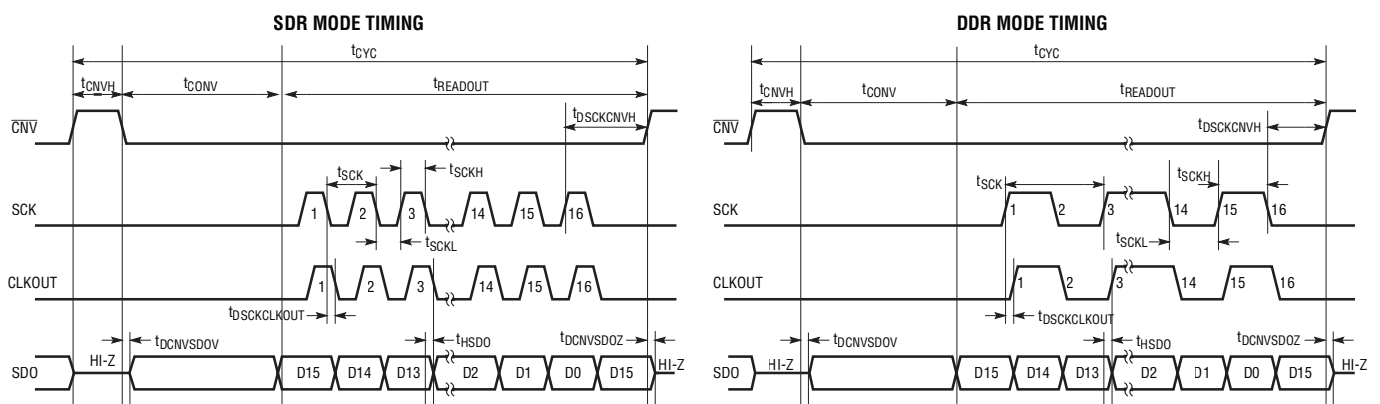 SDR MODE TIMING
tCYC
tCNVH tCONV tREADOUT
tDSCKCNVH
CNV
tSCK tSCKH
SCK 1 2 3 14 15 16
tSCKL
CLKOUT 1 2 3 14 15 16
tDSCKCLKOUT
tDCNVSDOV tHSDO tDCNVSDOZ
SDO HI-Z D15 D14 D13 D2 D1 D0 D15 HI-Z
DDR MODE TIMING
tCYC
tCNVH tCONV tREADOUT
tDSCKCNVH
CNV
tSCK tSCKH
SCK 1 2 3 14 15 16
tSCKL
CLKOUT 1 2 3 14 15 16
tDSCKCLKOUT
tDCNVSDOV tHSDO tDCNVSDOZ
SDO HI-Z D15 D14 D13 D2 D1 D0 D15 HI-Z